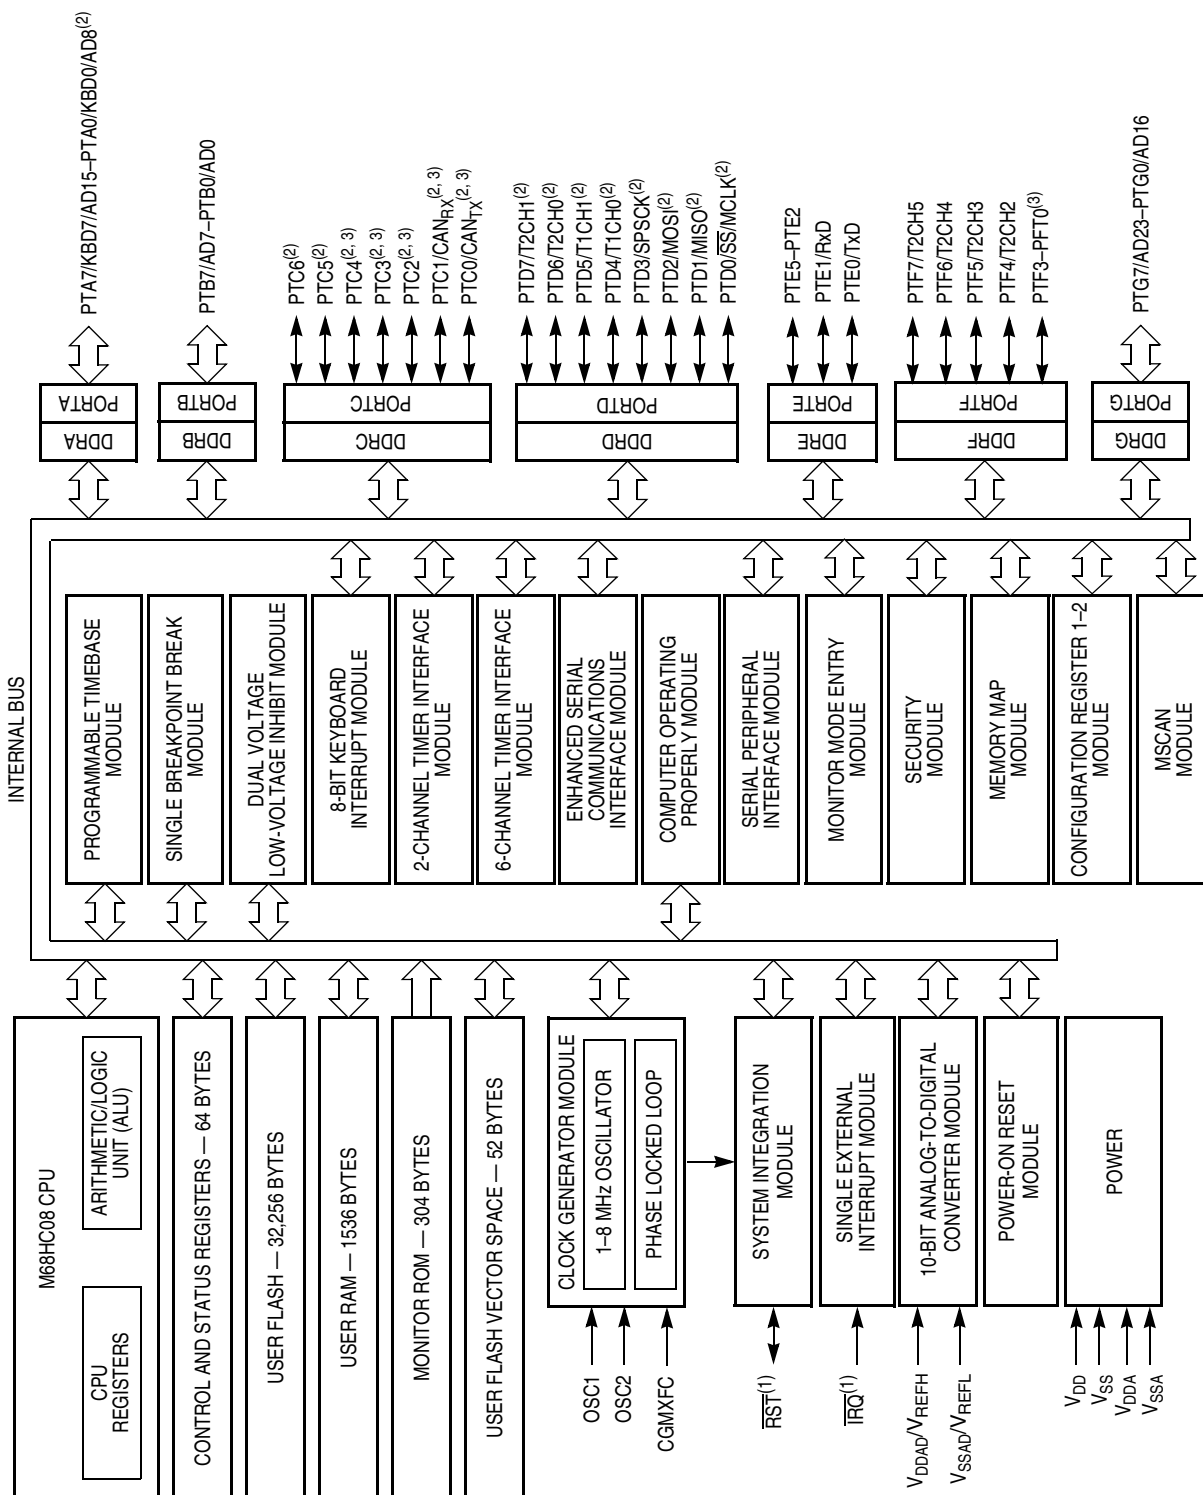 M68HC08 CPU
CPU
REGISTERS
ARITHMETIC/LOGIC
UNIT (ALU)
CONTROL AND STATUS REGISTERS — 64 BYTES
USER FLASH — 32,256 BYTES
USER RAM — 1536 BYTES
MONITOR ROM — 304 BYTES
USER FLASH VECTOR SPACE — 52 BYTES
CLOCK GENERATOR MODULE
1–8 MHz OSCILLATOR
PHASE LOCKED LOOP
OSC1
OSC2
CGMXFC
SYSTEM INTEGRATION
MODULE
RST(1)
SINGLE EXTERNAL
INTERRUPT MODULE
IRQ(1)
10-BIT ANALOG-TO-DIGITAL
CONVERTER MODULE
VDDAD/VREFH
VSSAD/VREFL
POWER-ON RESET
MODULE
POWER
VDD
VSS
VDDA
VSSA
INTERNAL BUS
PROGRAMMABLE TIMEBASE
MODULE
SINGLE BREAKPOINT BREAK
MODULE
DUAL VOLTAGE
LOW-VOLTAGE INHIBIT MODULE
8-BIT KEYBOARD
INTERRUPT MODULE
2-CHANNEL TIMER INTERFACE
MODULE
6-CHANNEL TIMER INTERFACE
MODULE
ENHANCED SERIAL
COMMUNICATIONS
INTERFACE MODULE
COMPUTER OPERATING
PROPERLY MODULE
SERIAL PERIPHERAL
INTERFACE MODULE
MONITOR MODE ENTRY
MODULE
SECURITY
MODULE
MEMORY MAP
MODULE
CONFIGURATION REGISTER 1–2
MODULE
MSCAN
MODULE
DDRA
PORTA
PTA7/KBD7/AD15–PTA0/KBD0/AD8(2)
DDRB
PORTB
PTB7/AD7–PTB0/AD0
DDRC
PORTC
PTC6(2)
PTC5(2)
PTC4(2, 3)
PTC3(2, 3)
PTC2(2, 3)
PTC1/CANRX(2, 3)
PTC0/CANTX(2, 3)
DDRD
PORTD
PTD7/T2CH1(2)
PTD6/T2CH0(2)
PTD5/T1CH1(2)
PTD4/T1CH0(2)
PTD3/SPSCK(2)
PTD2/MOSI(2)
PTD1/MISO(2)
PTD0/SS/MCLK(2)
DDRE
PORTE
PTE5–PTE2
PTE1/RxD
PTE0/TxD
DDRF
PORTF
PTF7/T2CH5
PTF6/T2CH4
PTF5/T2CH3
PTF4/T2CH2
PTF3–PFT0(3)
DDRG
PORTG
PTG7/AD23–PTG0/AD16